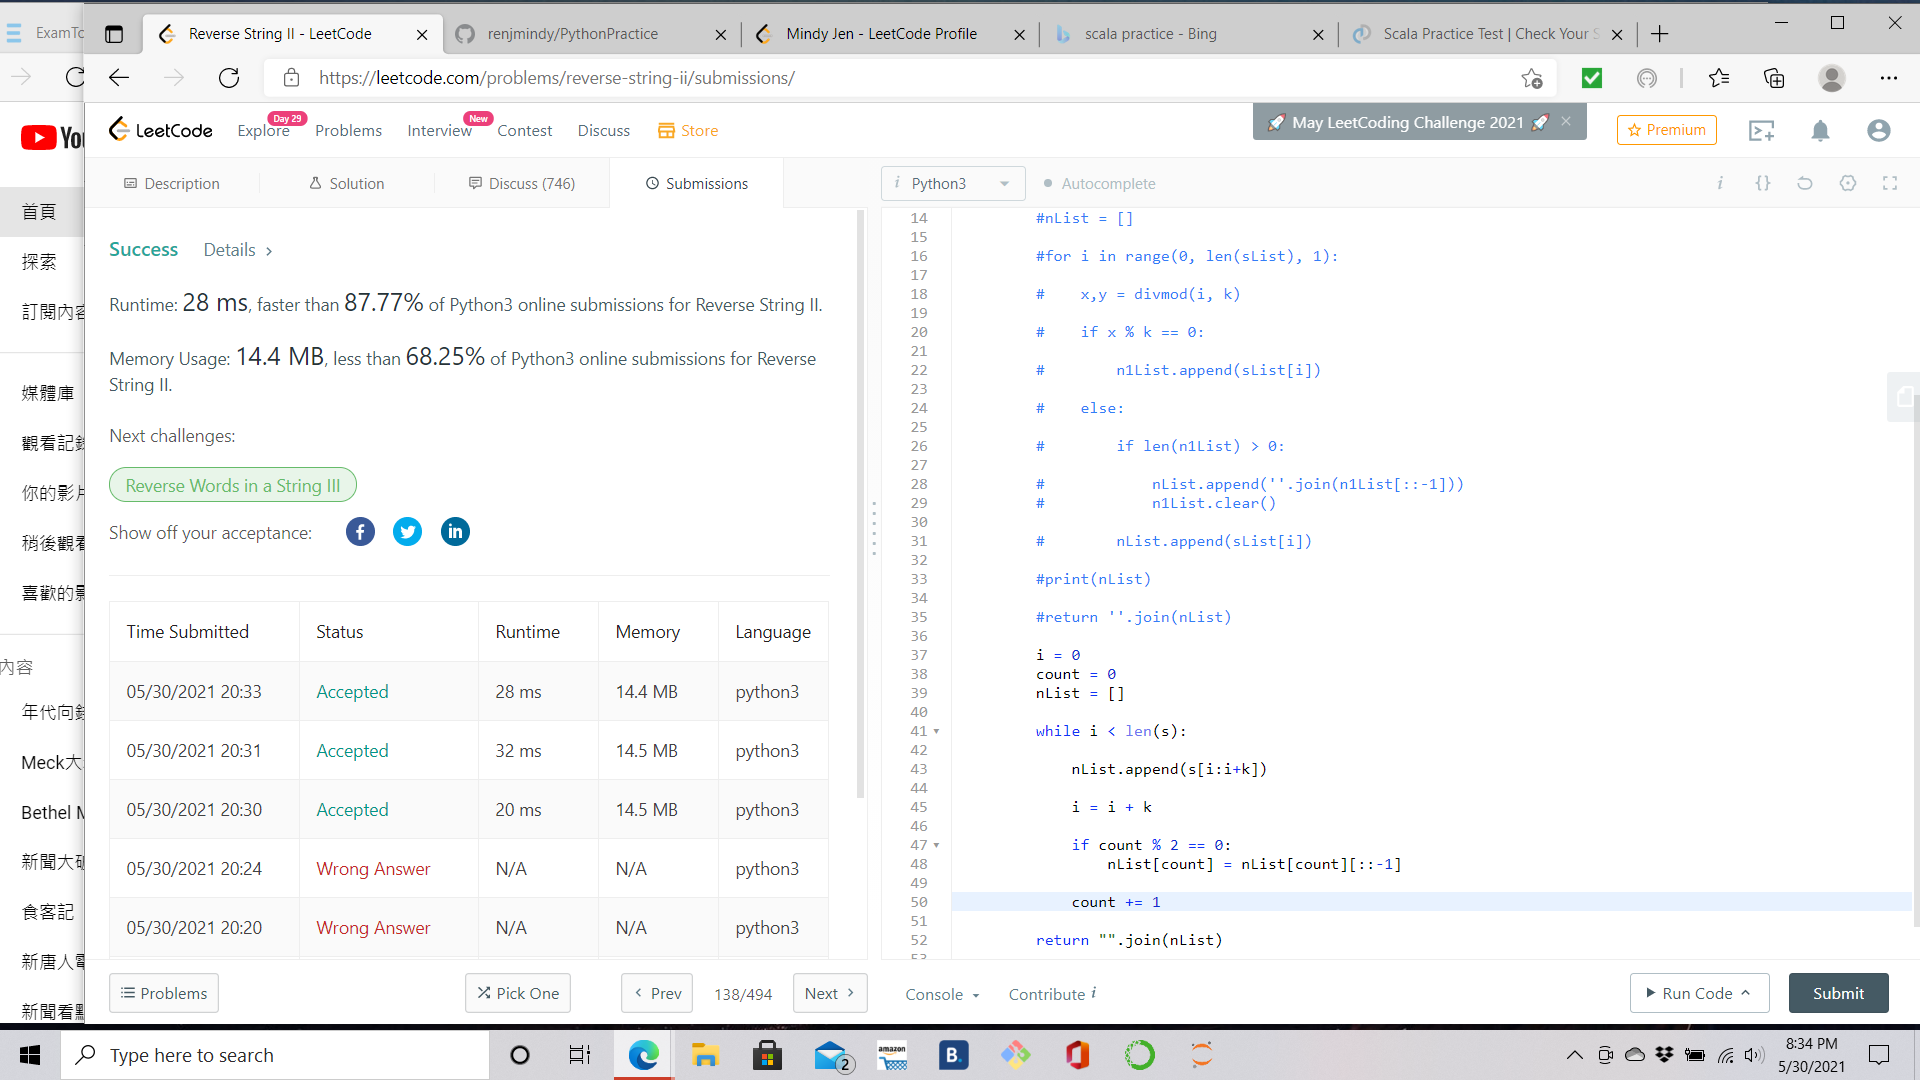 ExamTo
Reverse String II - LeetCode
renjmindy/PythonPractice
Mindy Jen - LeetCode Profile
scala practice - Bing
Scala Practice Test | Check Your S
https://leetcode.com/problems/reverse-string-ii/submissions/
LeetCode
Explore
Day 29
Problems
Interview
New
Contest
Discuss
Store
May LeetCoding Challenge 2021
Premium
Description
Solution
Discuss (746)
Submissions
i Python3
Autocomplete
首頁
探索
訂閱內容
媒體庫
觀看記錄
你的影片
稍後觀看
喜歡的影
內容
年代向錢
Meck大
Bethel M
新聞大破
食客記
新唐人電
新聞看點
Success Details >
Runtime: 28 ms, faster than 87.77% of Python3 online submissions for Reverse String II.
Memory Usage: 14.4 MB, less than 68.25% of Python3 online submissions for Reverse
String II.
Next challenges:
Reverse Words in a String III
Show off your acceptance:
Time Submitted Status Runtime Memory Language
05/30/2021 20:33 Accepted 28 ms 14.4 MB python3
05/30/2021 20:31 Accepted 32 ms 14.5 MB python3
05/30/2021 20:30 Accepted 20 ms 14.5 MB python3
05/30/2021 20:24 Wrong Answer N/A N/A python3
05/30/2021 20:20 Wrong Answer N/A N/A python3
14 #nList = []
15
16 #for i in range(0, len(sList), 1):
17
18 #    x,y = divmod(i, k)
19
20 #    if x % k == 0:
21
22 #        n1List.append(sList[i])
23
24 #    else:
25
26 #        if len(n1List) > 0:
27
28 #            nList.append(''.join(n1List[::-1]))
29 #            n1List.clear()
30
31 #        nList.append(sList[i])
32
33 #print(nList)
34
35 #return ''.join(nList)
36
37 i = 0
38 count = 0
39 nList = []
40
41 while i < len(s):
42
43     nList.append(s[i:i+k])
44
45     i = i + k
46
47     if count % 2 == 0:
48         nList[count] = nList[count][::-1]
49
50     count += 1
51
52 return "".join(nList)
53
Problems
Pick One
< Prev
138/494
Next >
Console
Contribute i
Run Code
Submit
Type here to search
2
amazon
B.
8:34 PM
5/30/2021